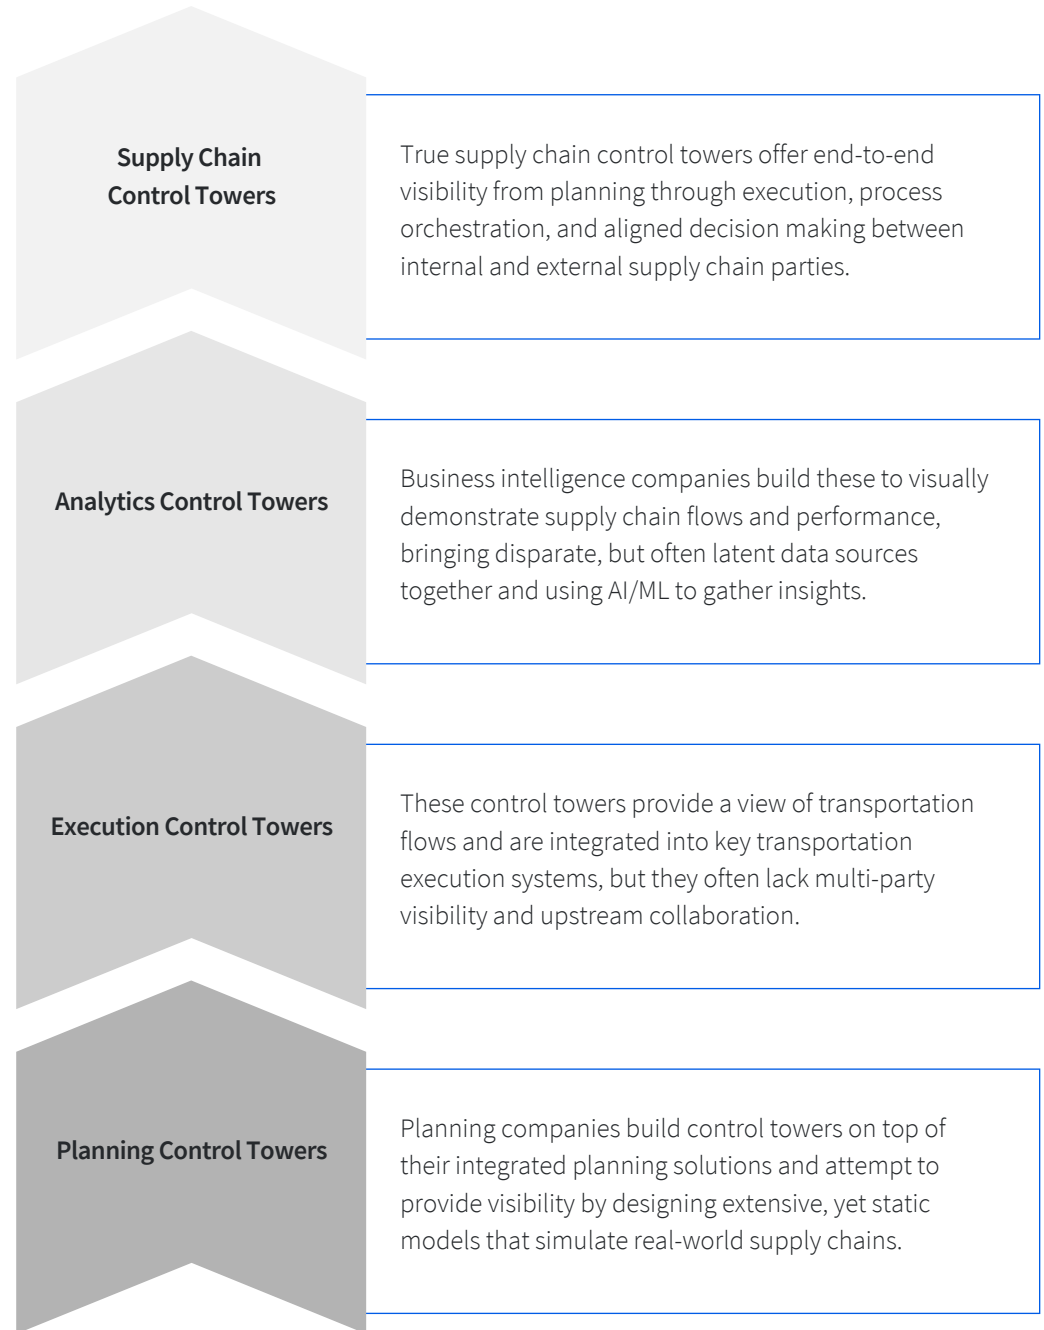 Supply Chain
Control Towers
True supply chain control towers offer end-to-end
visibility from planning through execution, process
orchestration, and aligned decision making between
internal and external supply chain parties.
Analytics Control Towers
Business intelligence companies build these to visually
demonstrate supply chain flows and performance,
bringing disparate, but often latent data sources
together and using AI/ML to gather insights.
Execution Control Towers
These control towers provide a view of transportation
flows and are integrated into key transportation
execution systems, but they often lack multi-party
visibility and upstream collaboration.
Planning Control Towers
Planning companies build control towers on top of
their integrated planning solutions and attempt to
provide visibility by designing extensive, yet static
models that simulate real-world supply chains.